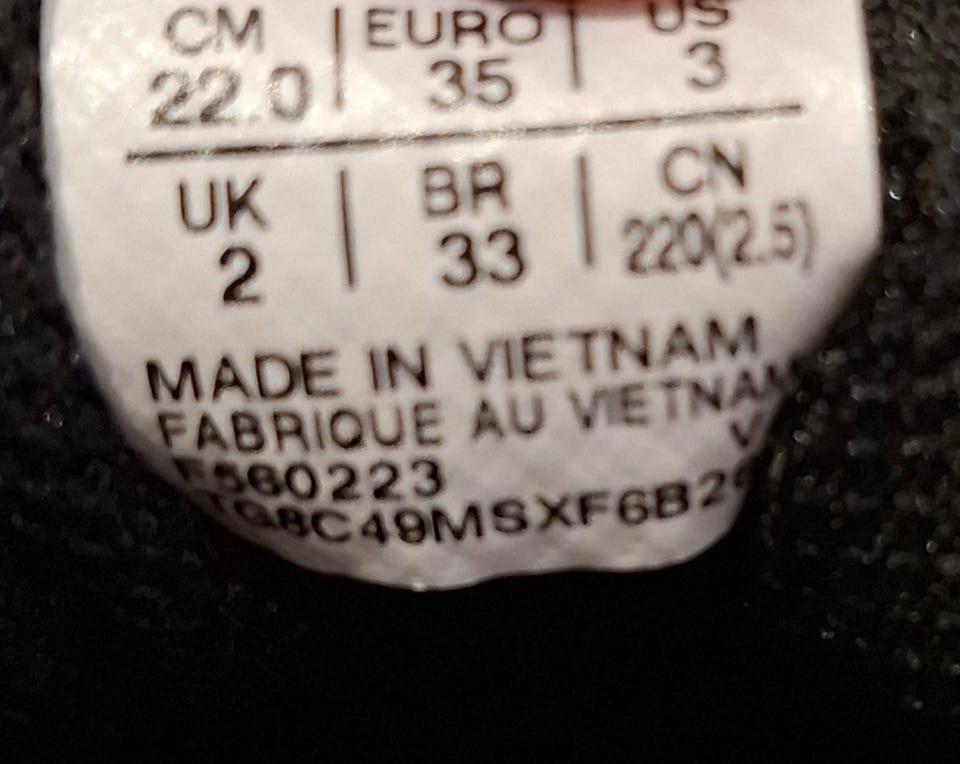 CM | EURO | US
22.0 | 35 | 3
UK | BR | CN
2 | 33 | 220(2.5)
MADE IN VIETNAM
FABRIQUE AU VIETNAM
V
F560223